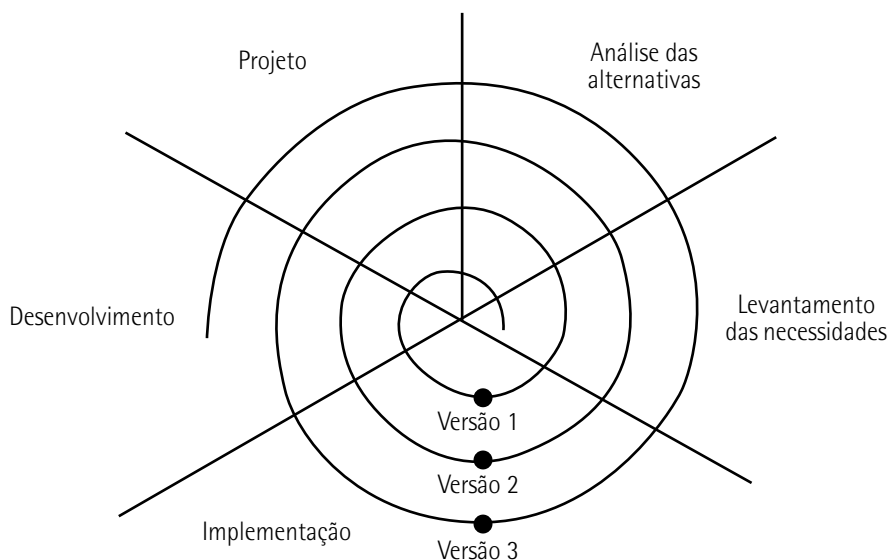 Projeto
Análise das
alternativas
Desenvolvimento
Levantamento
das necessidades
Versão 1
Versão 2
Implementação
Versão 3